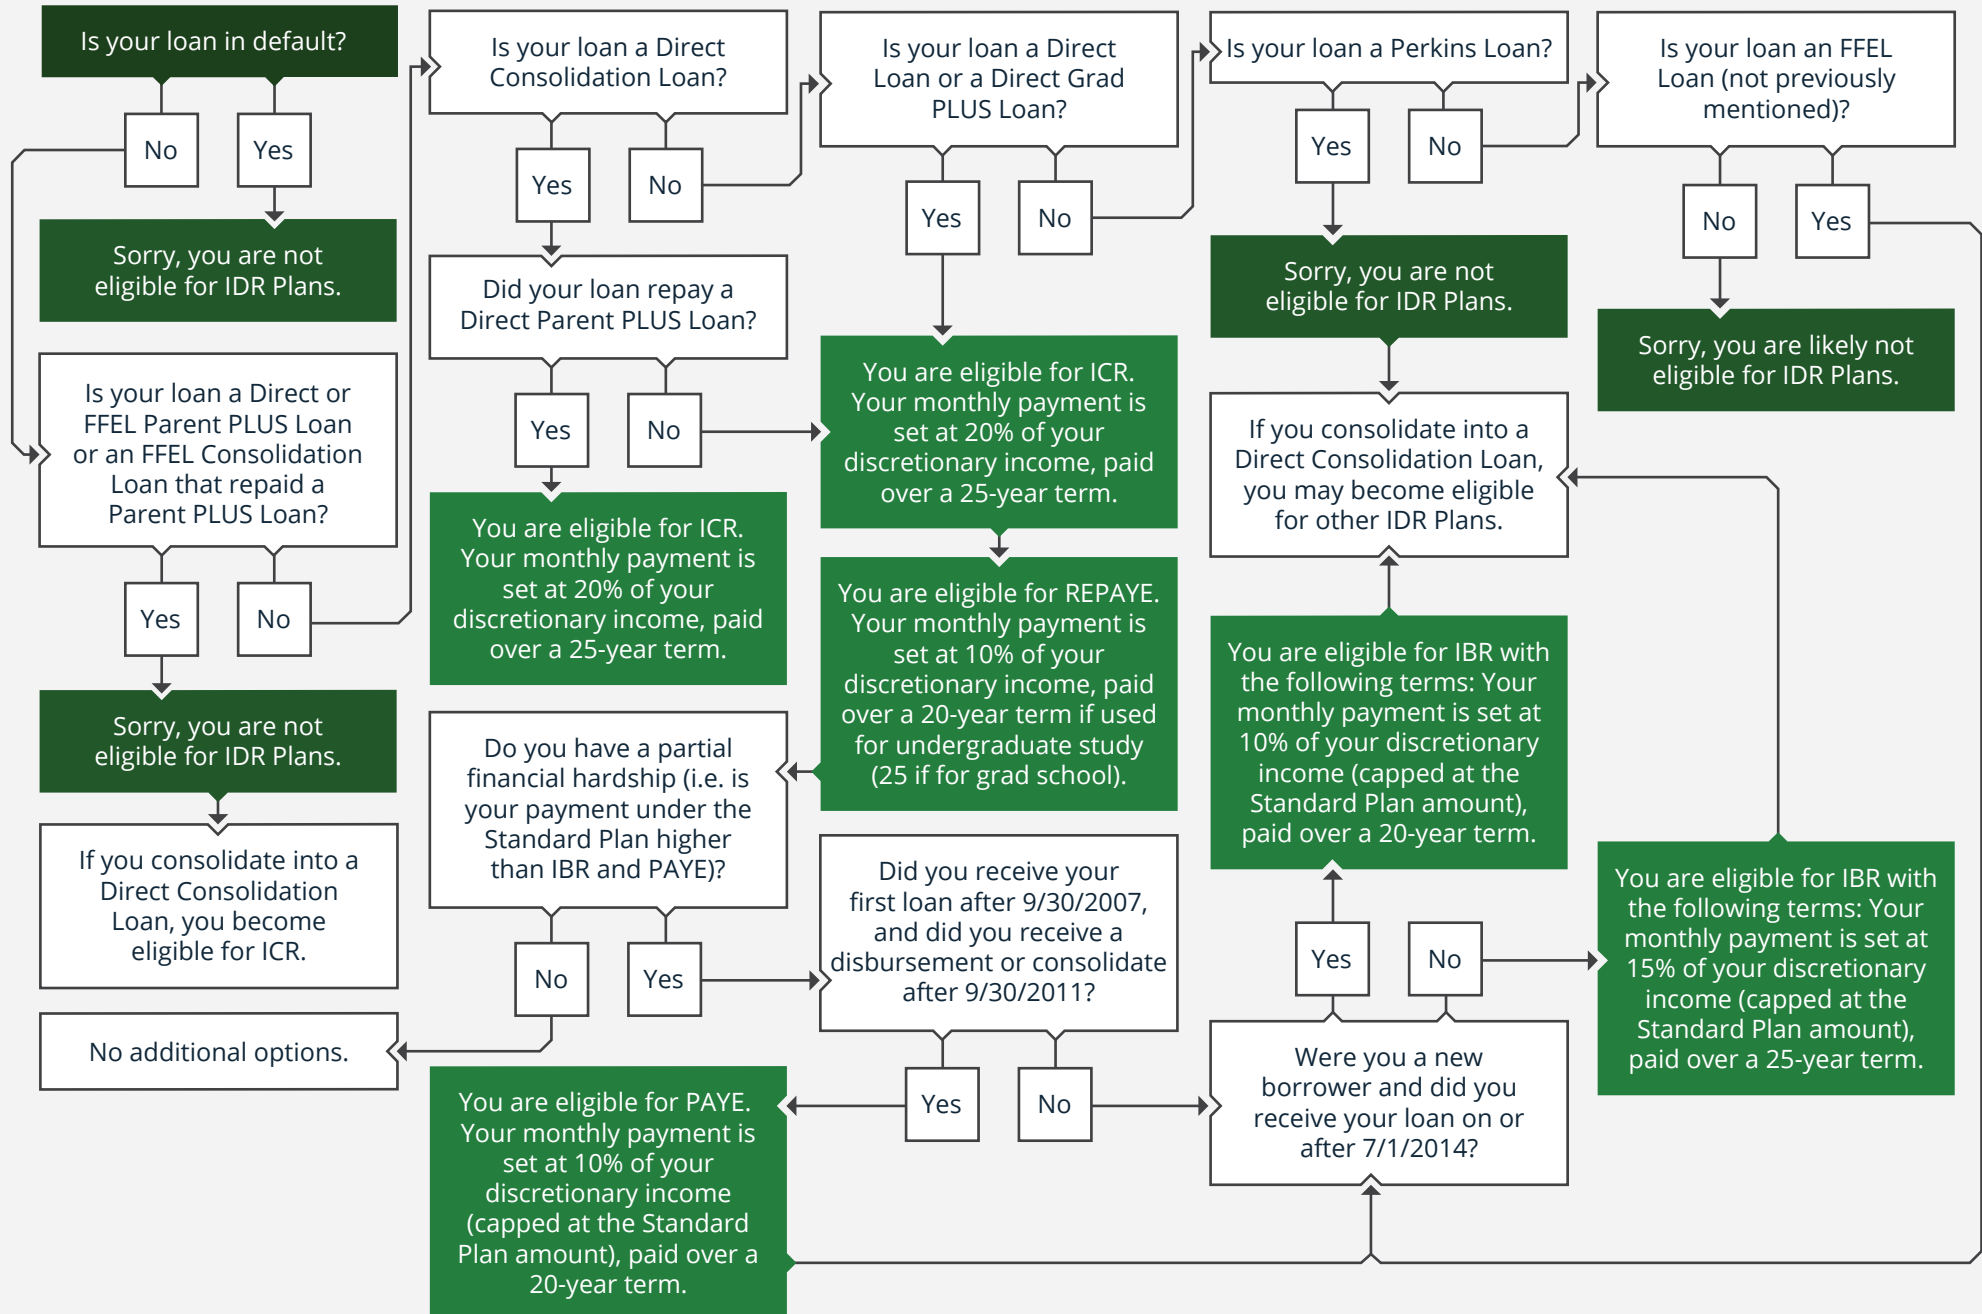 Is your loan in default?
No
Yes
Sorry, you are not
eligible for IDR Plans.
Is your loan a Direct or
FFEL Parent PLUS Loan
or an FFEL Consolidation
Loan that repaid a
Parent PLUS Loan?
Yes
No
Sorry, you are not
eligible for IDR Plans.
If you consolidate into a
Direct Consolidation
Loan, you become
eligible for ICR.
No additional options.
Is your loan a Direct
Consolidation Loan?
Yes
No
Did your loan repay a
Direct Parent PLUS Loan?
Yes
No
You are eligible for ICR.
Your monthly payment is
set at 20% of your
discretionary income, paid
over a 25-year term.
Do you have a partial
financial hardship (i.e. is
your payment under the
Standard Plan higher
than IBR and PAYE)?
No
Yes
You are eligible for PAYE.
Your monthly payment is
set at 10% of your
discretionary income
(capped at the Standard
Plan amount), paid over a
20-year term.
Is your loan a Direct
Loan or a Direct Grad
PLUS Loan?
Yes
No
You are eligible for ICR.
Your monthly payment is
set at 20% of your
discretionary income, paid
over a 25-year term.
You are eligible for REPAYE.
Your monthly payment is
set at 10% of your
discretionary income, paid
over a 20-year term if used
for undergraduate study
(25 if for grad school).
Did you receive your
first loan after 9/30/2007,
and did you receive a
disbursement or consolidate
after 9/30/2011?
Yes
No
Is your loan a Perkins Loan?
Yes
No
Sorry, you are not
eligible for IDR Plans.
If you consolidate into a
Direct Consolidation Loan,
you may become eligible
for other IDR Plans.
You are eligible for IBR with
the following terms: Your
monthly payment is set at
10% of your discretionary
income (capped at the
Standard Plan amount),
paid over a 20-year term.
Yes
No
Were you a new
borrower and did you
receive your loan on or
after 7/1/2014?
Is your loan an FFEL
Loan (not previously
mentioned)?
No
Yes
Sorry, you are likely not
eligible for IDR Plans.
You are eligible for IBR with
the following terms: Your
monthly payment is set at
15% of your discretionary
income (capped at the
Standard Plan amount),
paid over a 25-year term.